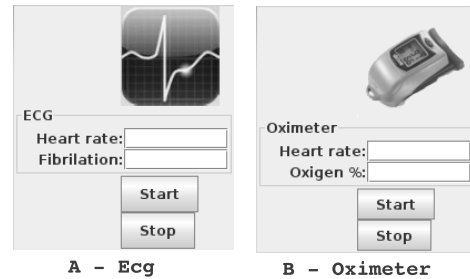 ECG
Heart rate:
Fibrilation:
Start
Stop
A - Ecg
Oximeter
Heart rate:
Oxigen %:
Start
Stop
B - Oximeter